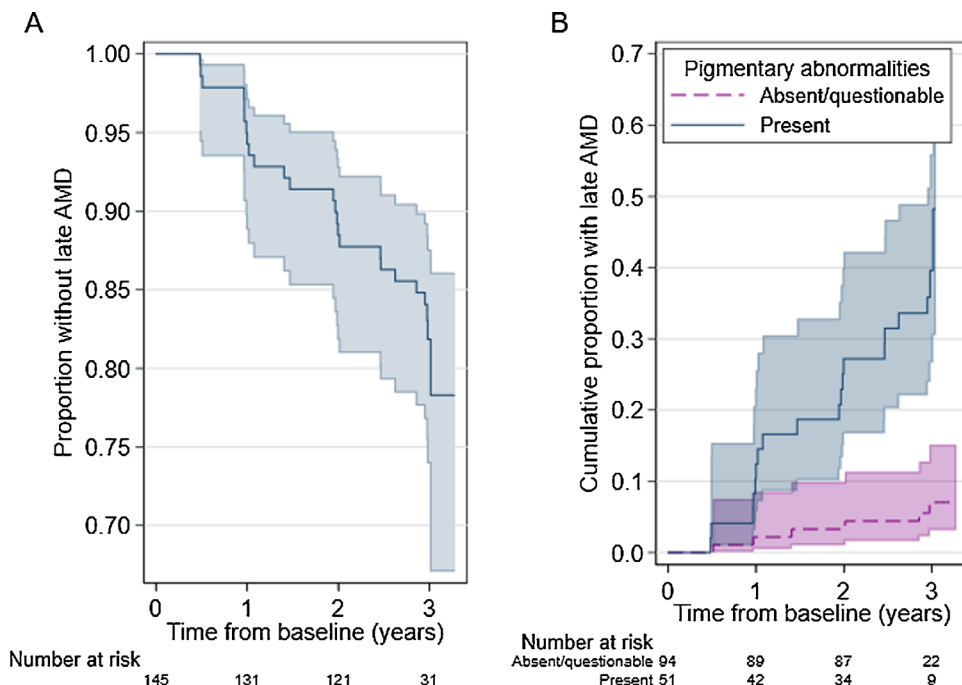 A
Proportion without late AMD
1.00
0.95
0.90
0.85
0.80
0.75
0.70
0 1 2 3
Time from baseline (years)
Number at risk
145 131 121 31
B
Cumulative proportion with late AMD
0.7
0.6
0.5
0.4
0.3
0.2
0.1
0.0
Pigmentary abnormalities
Absent/questionable
Present
0 1 2 3
Time from baseline (years)
Number at risk
Absent/questionable 94 89 87 22
Present 51 42 34 9